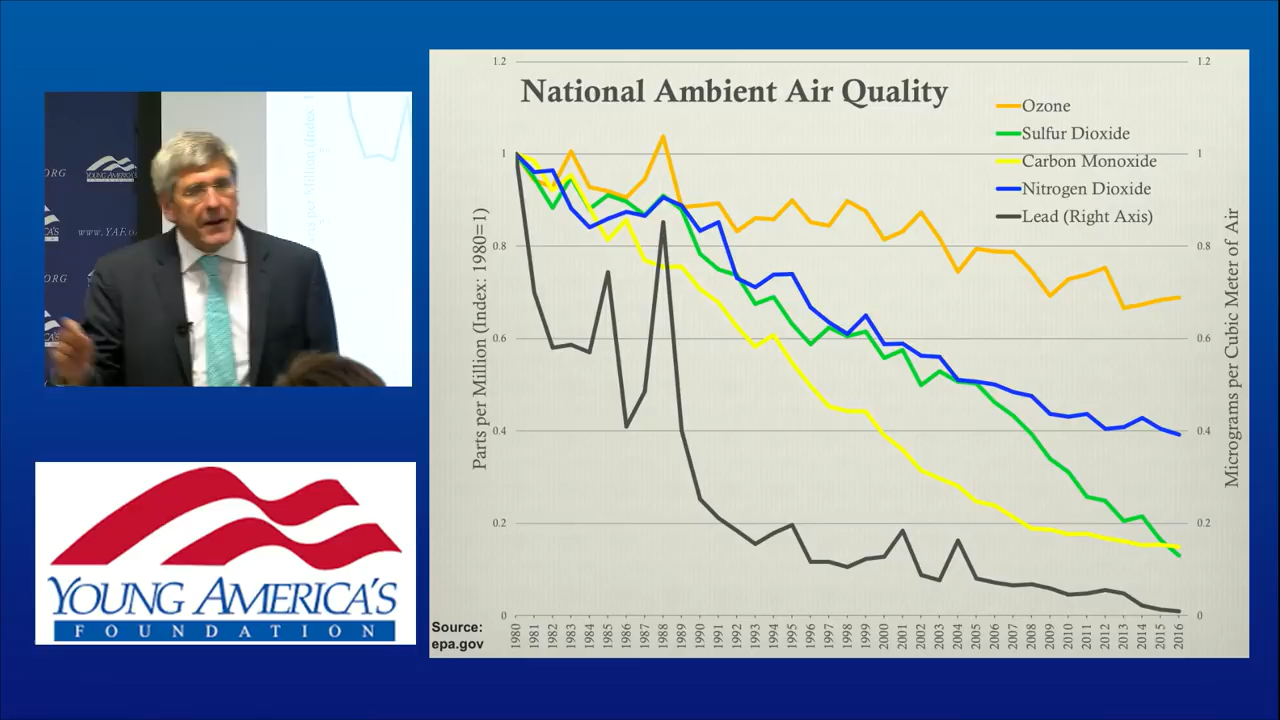 ORG
YOUNG AMERICA'S
www.YAF.o
ORG
National Ambient Air Quality
Ozone
Sulfur Dioxide
Carbon Monoxide
Nitrogen Dioxide
Lead (Right Axis)
Parts per Million (Index: 1980=1)
Micrograms per Cubic Meter of Air
1.2
1
0.8
0.6
0.4
0.2
0
1.2
1
0.8
0.6
0.4
0.2
0
1980 1981 1982 1983 1984 1985 1986 1987 1988 1989 1990 1991 1992 1993 1994 1995 1996 1997 1998 1999 2000 2001 2002 2003 2004 2005 2006 2007 2008 2009 2010 2011 2012 2013 2014 2015 2016
Source:
epa.gov
YOUNG AMERICA'S
FOUNDATION